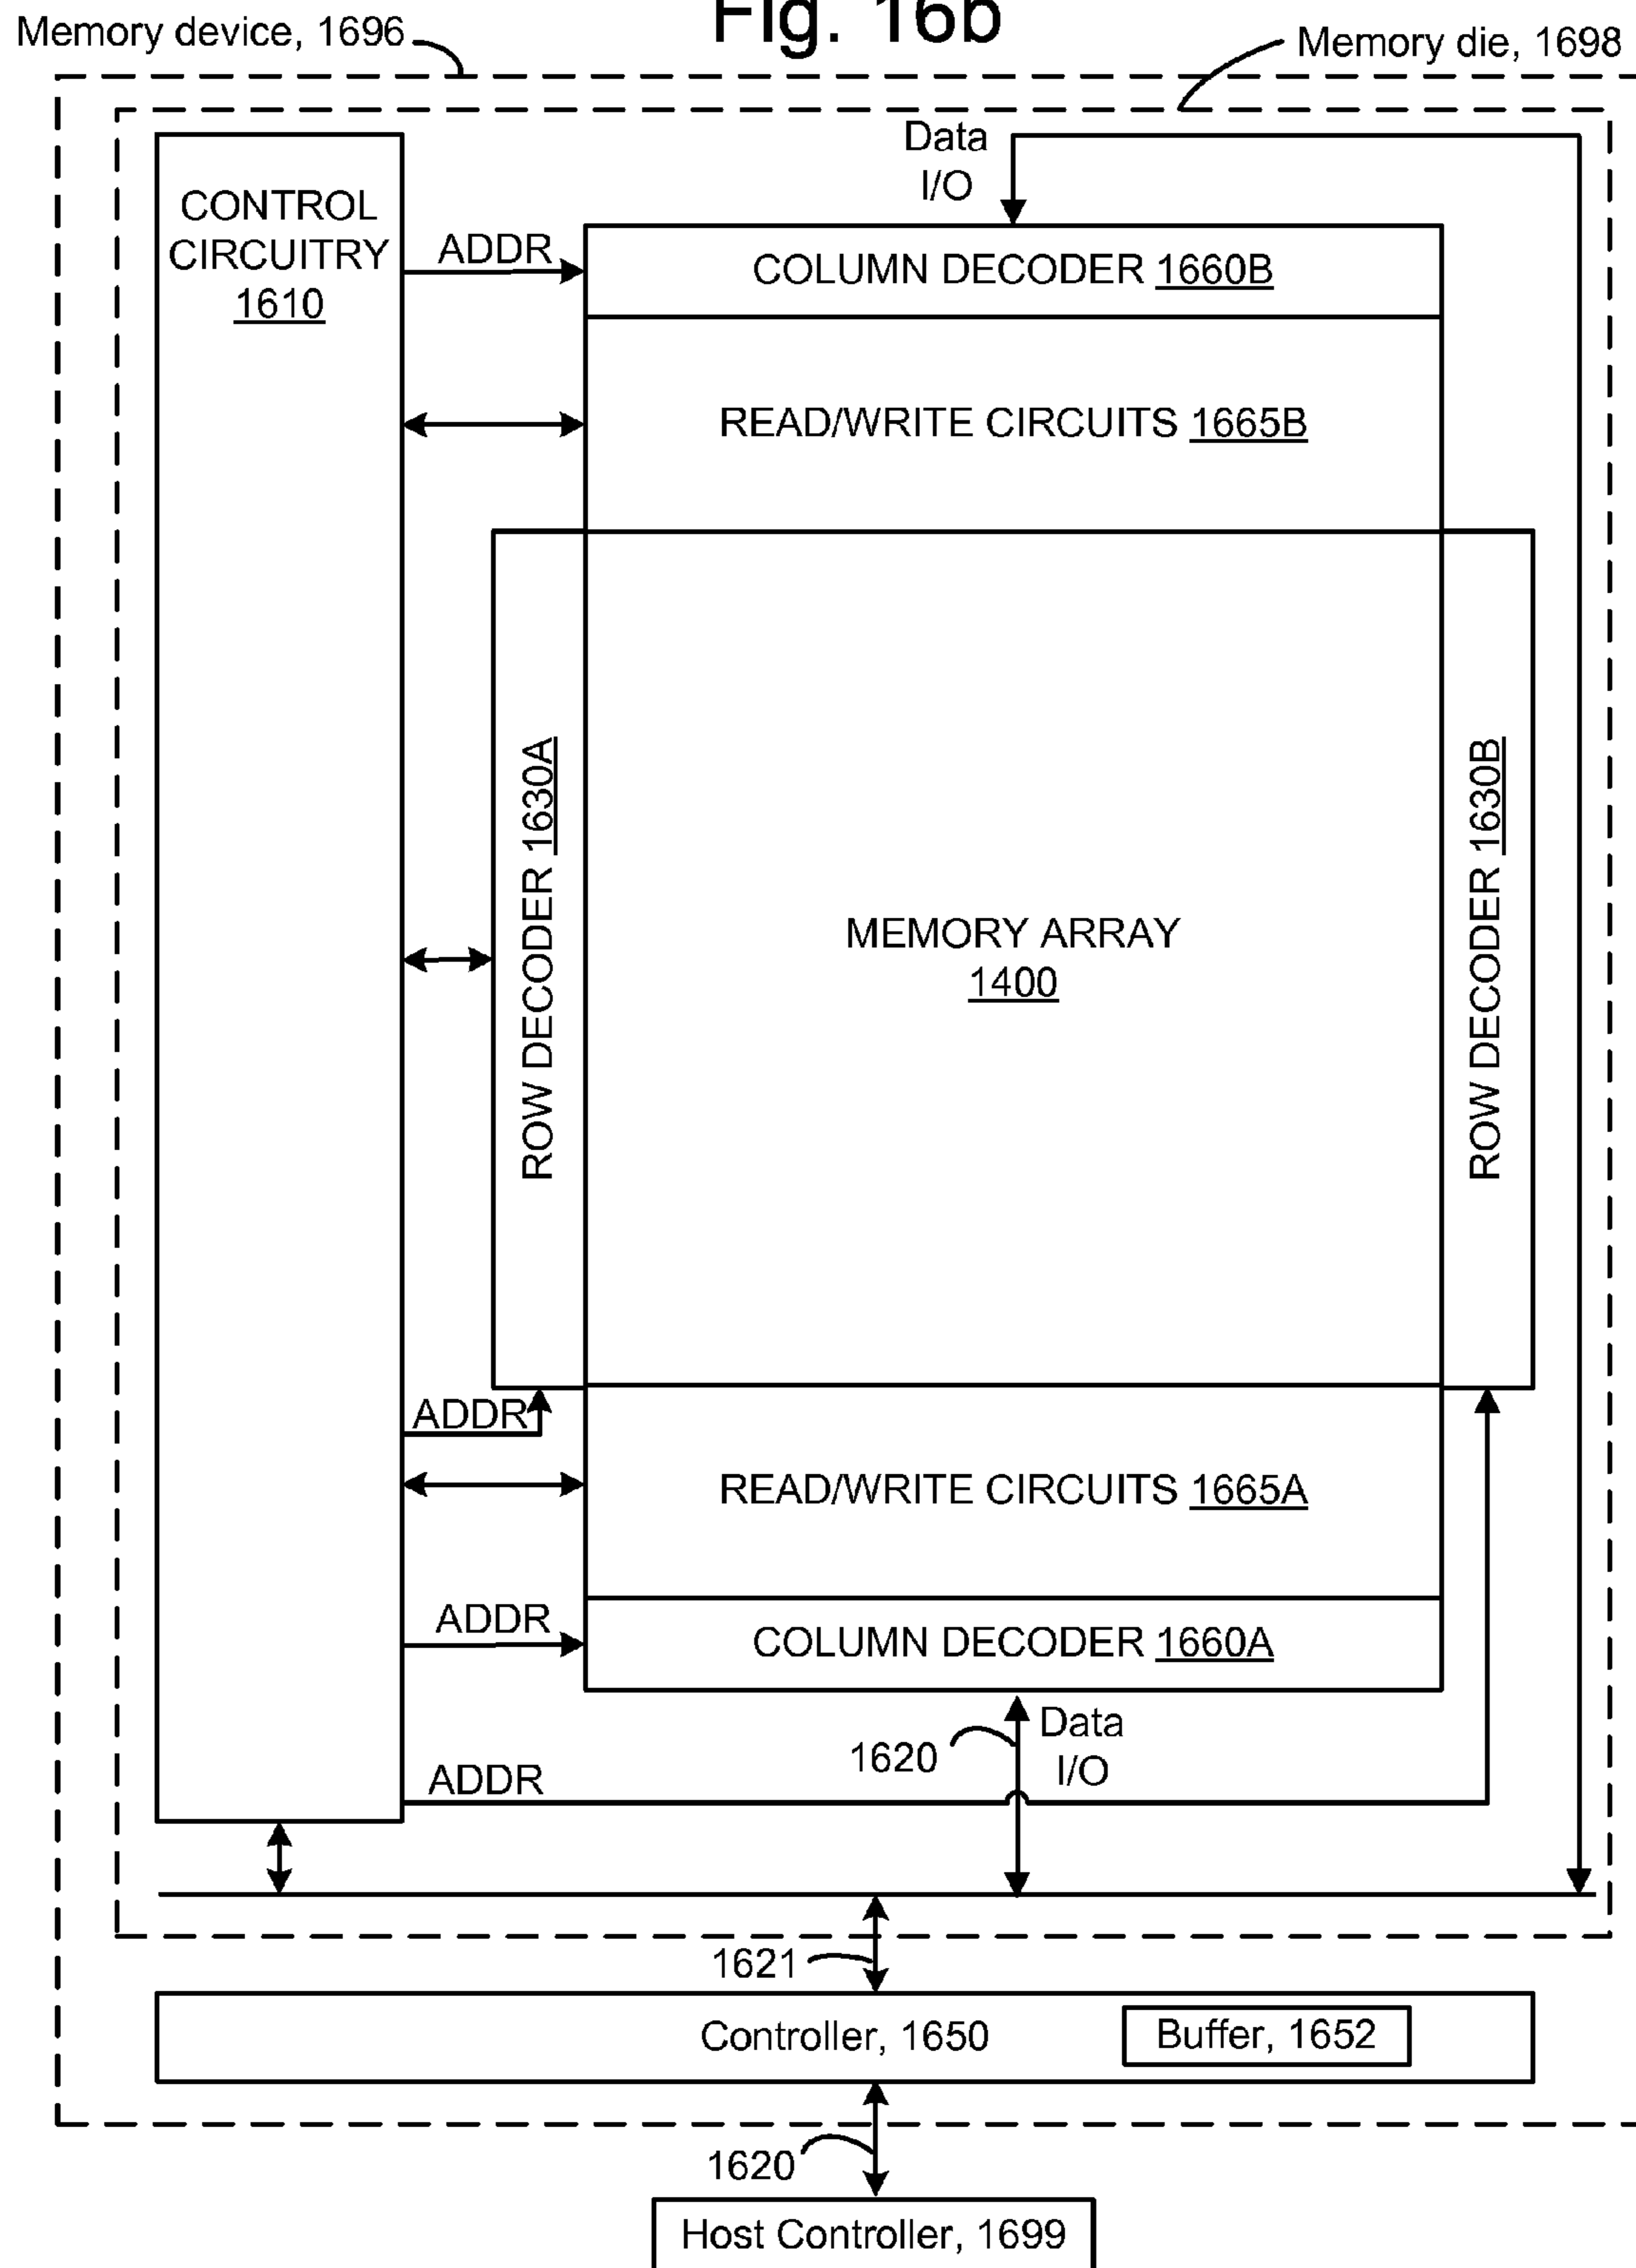 Fig. 16b
Memory device, 1696
Memory die, 1698
Data
I/O
CONTROL
CIRCUITRY
1610
ADDR
COLUMN DECODER 1660B
READ/WRITE CIRCUITS 1665B
ROW DECODER 1630A
MEMORY ARRAY
1400
ROW DECODER 1630B
ADDR
READ/WRITE CIRCUITS 1665A
ADDR
COLUMN DECODER 1660A
1620
Data
I/O
ADDR
1621
Controller, 1650
Buffer, 1652
1620
Host Controller, 1699